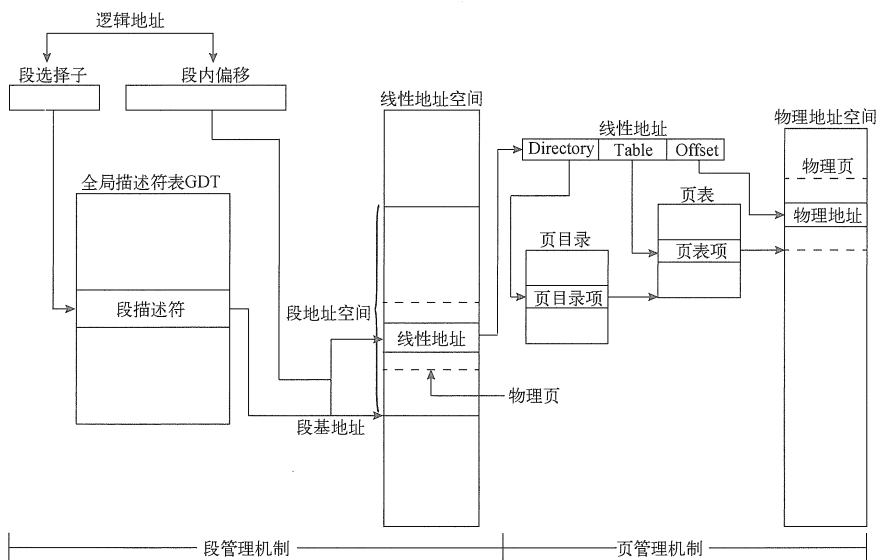 逻辑地址
段选择子
段内偏移
全局描述符表GDT
段描述符
线性地址空间
段地址空间
线性地址
物理页
段基地址
线性地址
Directory
Table
Offset
页目录
页目录项
页表
页表项
物理地址空间
物理页
物理地址
段管理机制
页管理机制